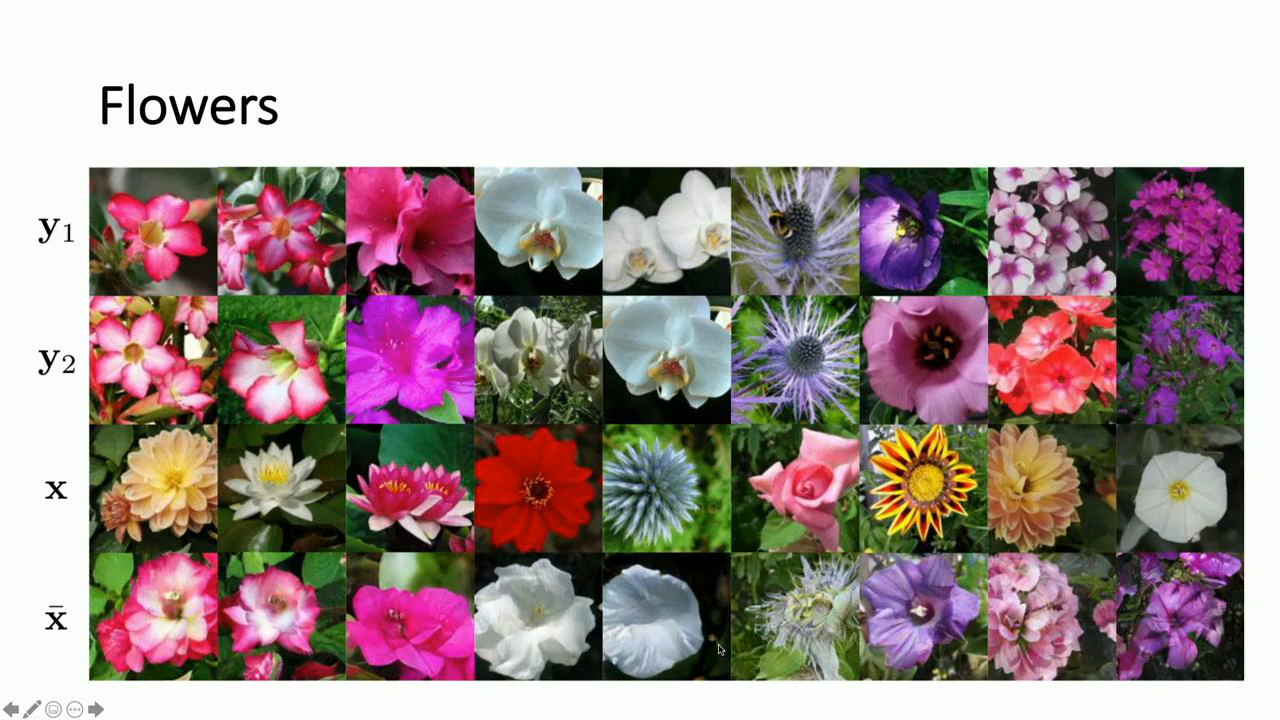 Flowers
y₁
y₂
x
x̄